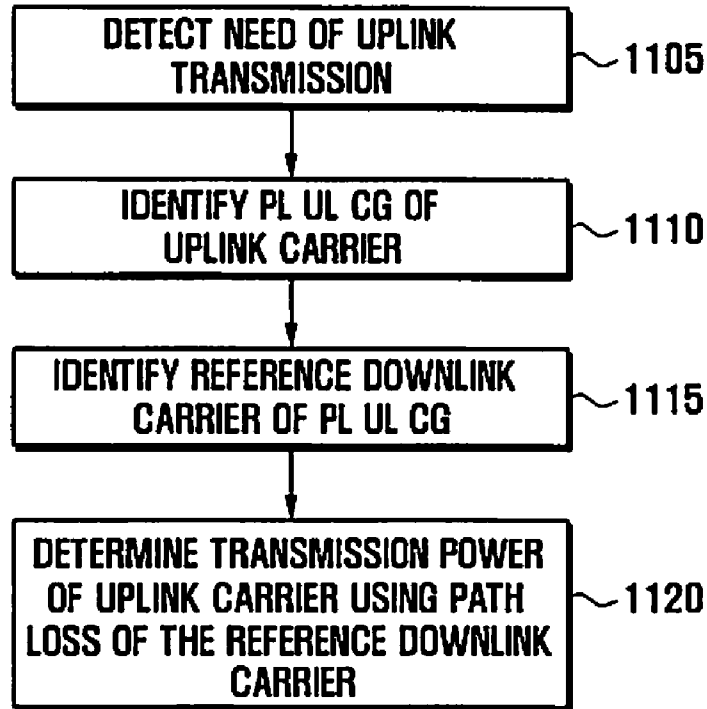 DETECT NEED OF UPLINK
TRANSMISSION
1105
IDENTIFY PL UL CG OF
UPLINK CARRIER
1110
IDENTIFY REFERENCE DOWNLINK
CARRIER OF PL UL CG
1115
DETERMINE TRANSMISSION POWER
OF UPLINK CARRIER USING PATH
LOSS OF THE REFERENCE DOWNLINK
CARRIER
1120